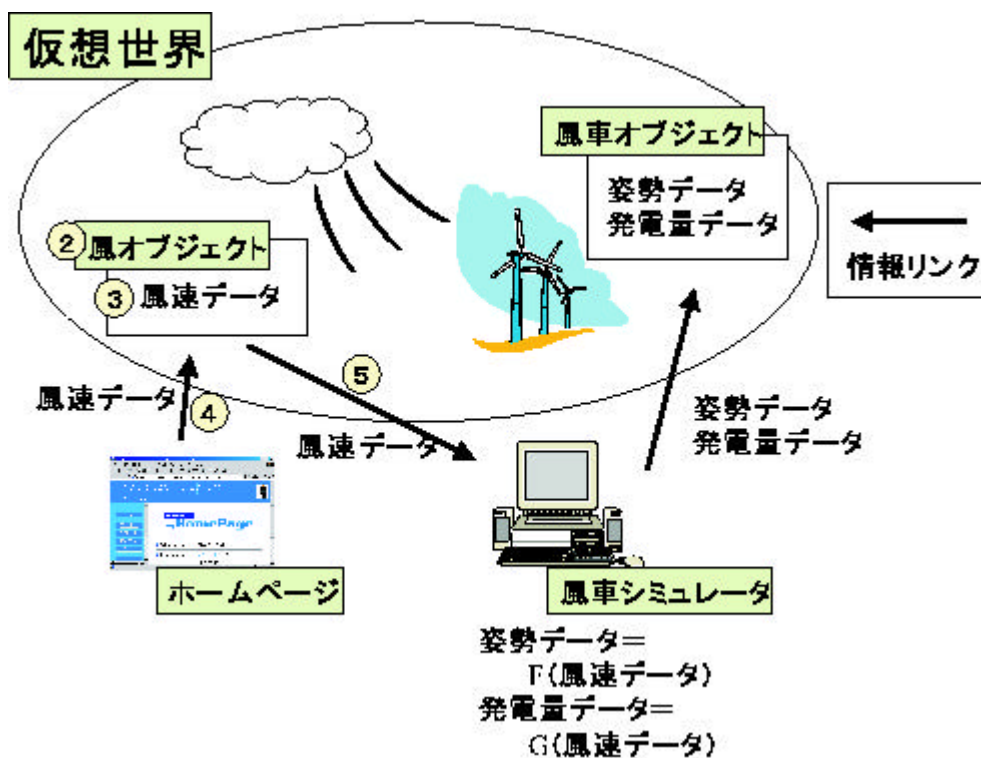 仮想世界
風車オブジェクト
姿勢データ
発電量データ
情報リンク
② 風オブジェクト
③ 風速データ
風速データ ④
⑤
風速データ
姿勢データ
発電量データ
HomePage
ホームページ
風車シミュレータ
姿勢データ=
F(風速データ)
発電量データ=
G(風速データ)